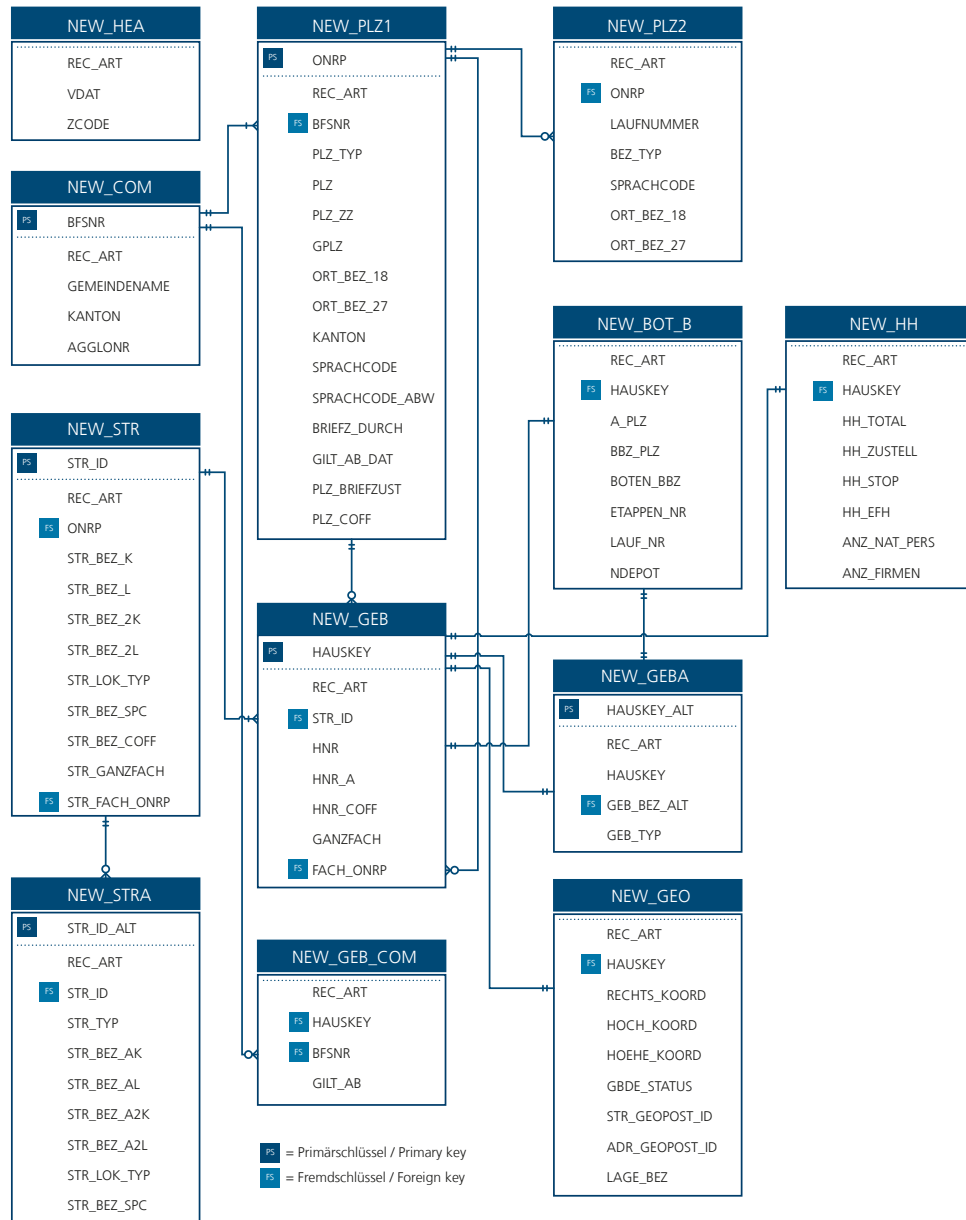 NEW_HEA
REC_ART
VDAT
ZCODE
NEW_COM
PS BFSNR
REC_ART
GEMEINDENAME
KANTON
AGGLONR
NEW_STR
PS STR_ID
REC_ART
FS ONRP
STR_BEZ_K
STR_BEZ_L
STR_BEZ_2K
STR_BEZ_2L
STR_LOK_TYP
STR_BEZ_SPC
STR_BEZ_COFF
STR_GANZFACH
FS STR_FACH_ONRP
NEW_STRA
PS STR_ID_ALT
REC_ART
FS STR_ID
STR_TYP
STR_BEZ_AK
STR_BEZ_AL
STR_BEZ_A2K
STR_BEZ_A2L
STR_LOK_TYP
STR_BEZ_SPC
NEW_PLZ1
PS ONRP
REC_ART
FS BFSNR
PLZ_TYP
PLZ
PLZ_ZZ
GPLZ
ORT_BEZ_18
ORT_BEZ_27
KANTON
SPRACHCODE
SPRACHCODE_ABW
BRIEFZ_DURCH
GILT_AB_DAT
PLZ_BRIEFZUST
PLZ_COFF
NEW_GEB
PS HAUSKEY
REC_ART
FS STR_ID
HNR
HNR_A
HNR_COFF
GANZFACH
FS FACH_ONRP
NEW_GEB_COM
REC_ART
FS HAUSKEY
FS BFSNR
GILT_AB
PS = Primärschlüssel / Primary key
FS = Fremdschlüssel / Foreign key
NEW_PLZ2
REC_ART
FS ONRP
LAUFNUMMER
BEZ_TYP
SPRACHCODE
ORT_BEZ_18
ORT_BEZ_27
NEW_BOT_B
REC_ART
FS HAUSKEY
A_PLZ
BBZ_PLZ
BOTEN_BBZ
ETAPPEN_NR
LAUF_NR
NDEPOT
NEW_GEBA
PS HAUSKEY_ALT
REC_ART
HAUSKEY
FS GEB_BEZ_ALT
GEB_TYP
NEW_GEO
REC_ART
FS HAUSKEY
RECHTS_KOORD
HOCH_KOORD
HOEHE_KOORD
GBDE_STATUS
STR_GEOPOST_ID
ADR_GEOPOST_ID
LAGE_BEZ
NEW_HH
REC_ART
FS HAUSKEY
HH_TOTAL
HH_ZUSTELL
HH_STOP
HH_EFH
ANZ_NAT_PERS
ANZ_FIRMEN